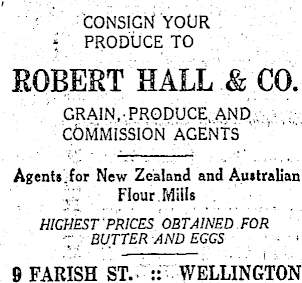 CONSIGN YOUR
PRODUCE TO
ROBERT HALL & CO.
GRAIN, PRODUCE AND
COMMISSION AGENTS
Agents for New Zealand and Australian
Flour Mills
HIGHEST PRICES OBTAINED FOR
BUTTER AND EGGS
9 FARISH ST. :: WELLINGTON